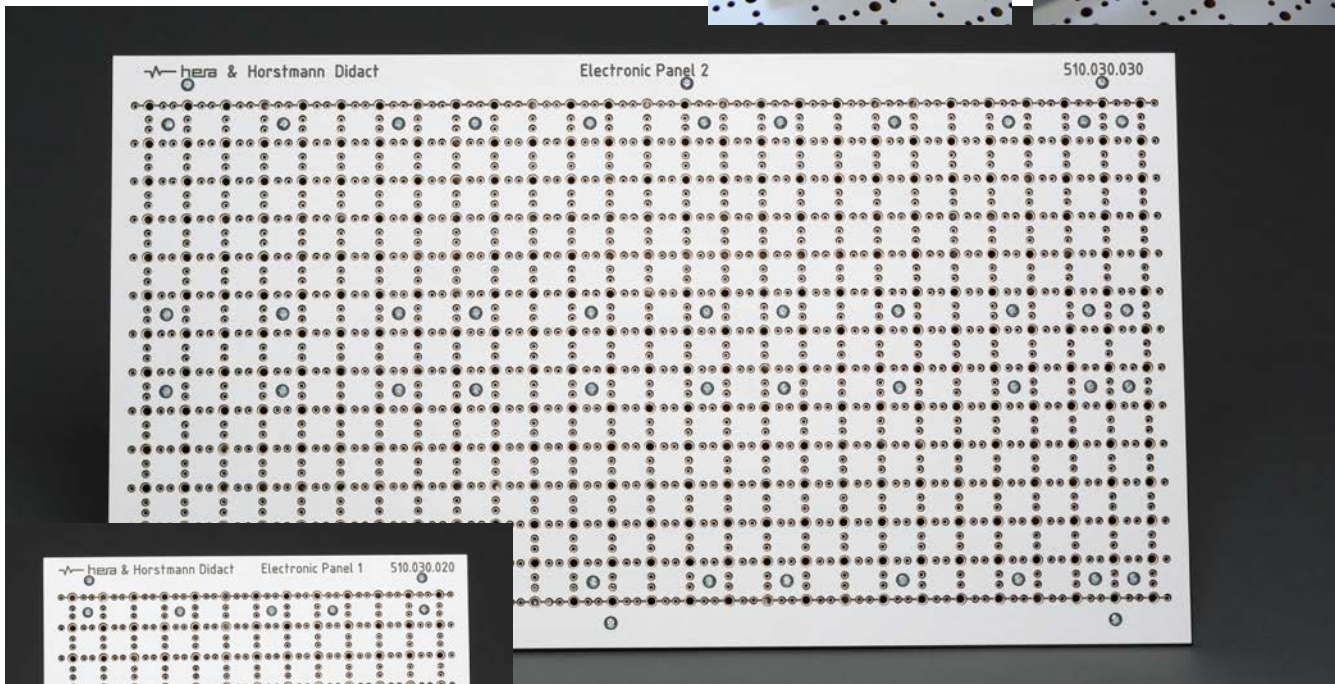 hera & Horstmann Didact Electronic Panel 2 510.030.030
hera & Horstmann Didact Electronic Panel 1 510.030.020